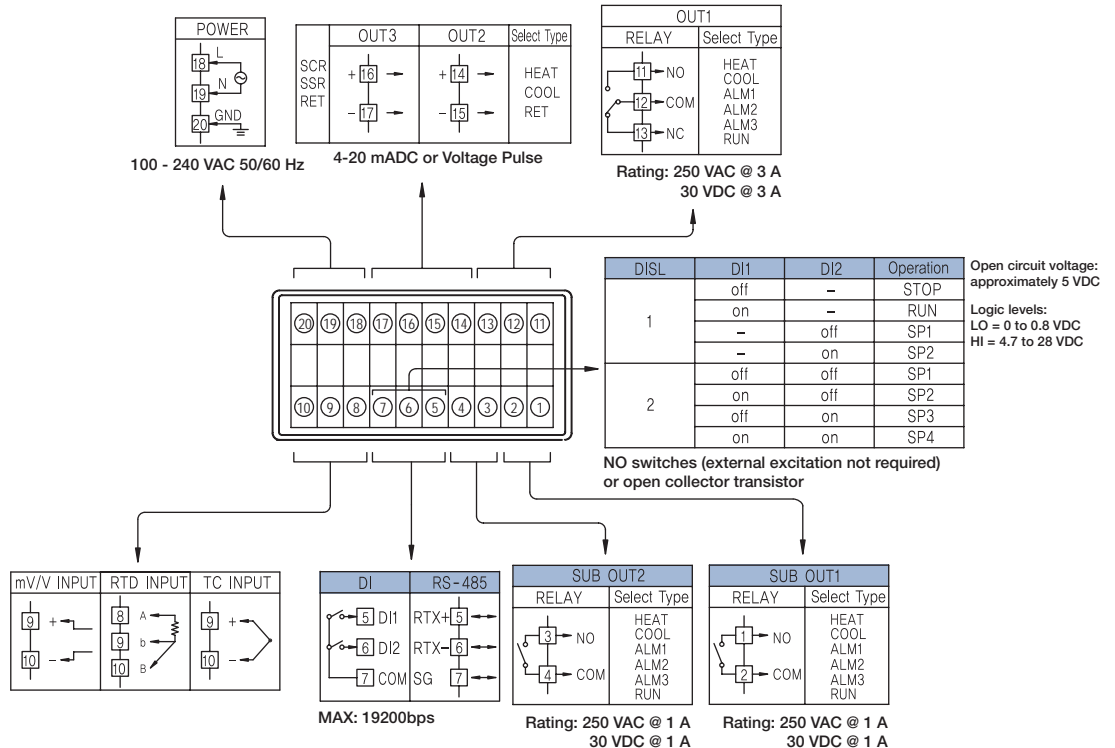 POWER
18 L
19 N
20 GND
100 - 240 VAC 50/60 Hz
OUT3 OUT2 Select Type
SCR
SSR
RET
+ 16 + 14
- 17 - 15
HEAT
COOL
RET
4-20 mADC or Voltage Pulse
OUT1
RELAY Select Type
11 NO
12 COM
13 NC
HEAT
COOL
ALM1
ALM2
ALM3
RUN
Rating: 250 VAC @ 3 A
30 VDC @ 3 A
20 19 18 17 16 15 14 13 12 11
10 9 8 7 6 5 4 3 2 1
DISL DI1 DI2 Operation
1
off – STOP
on – RUN
– off SP1
– on SP2
2
off off SP1
on off SP2
off on SP3
on on SP4
Open circuit voltage:
approximately 5 VDC
Logic levels:
LO = 0 to 0.8 VDC
HI = 4.7 to 28 VDC
NO switches (external excitation not required)
or open collector transistor
mV/V INPUT RTD INPUT TC INPUT
9 +
10 -
8 A
9 b
10 B
9 +
10 -
DI RS-485
5 DI1 RTX+ 5
6 DI2 RTX- 6
7 COM SG 7
MAX: 19200bps
SUB OUT2
RELAY Select Type
3 NO
4 COM
HEAT
COOL
ALM1
ALM2
ALM3
RUN
Rating: 250 VAC @ 1 A
30 VDC @ 1 A
SUB OUT1
RELAY Select Type
1 NO
2 COM
HEAT
COOL
ALM1
ALM2
ALM3
RUN
Rating: 250 VAC @ 1 A
30 VDC @ 1 A